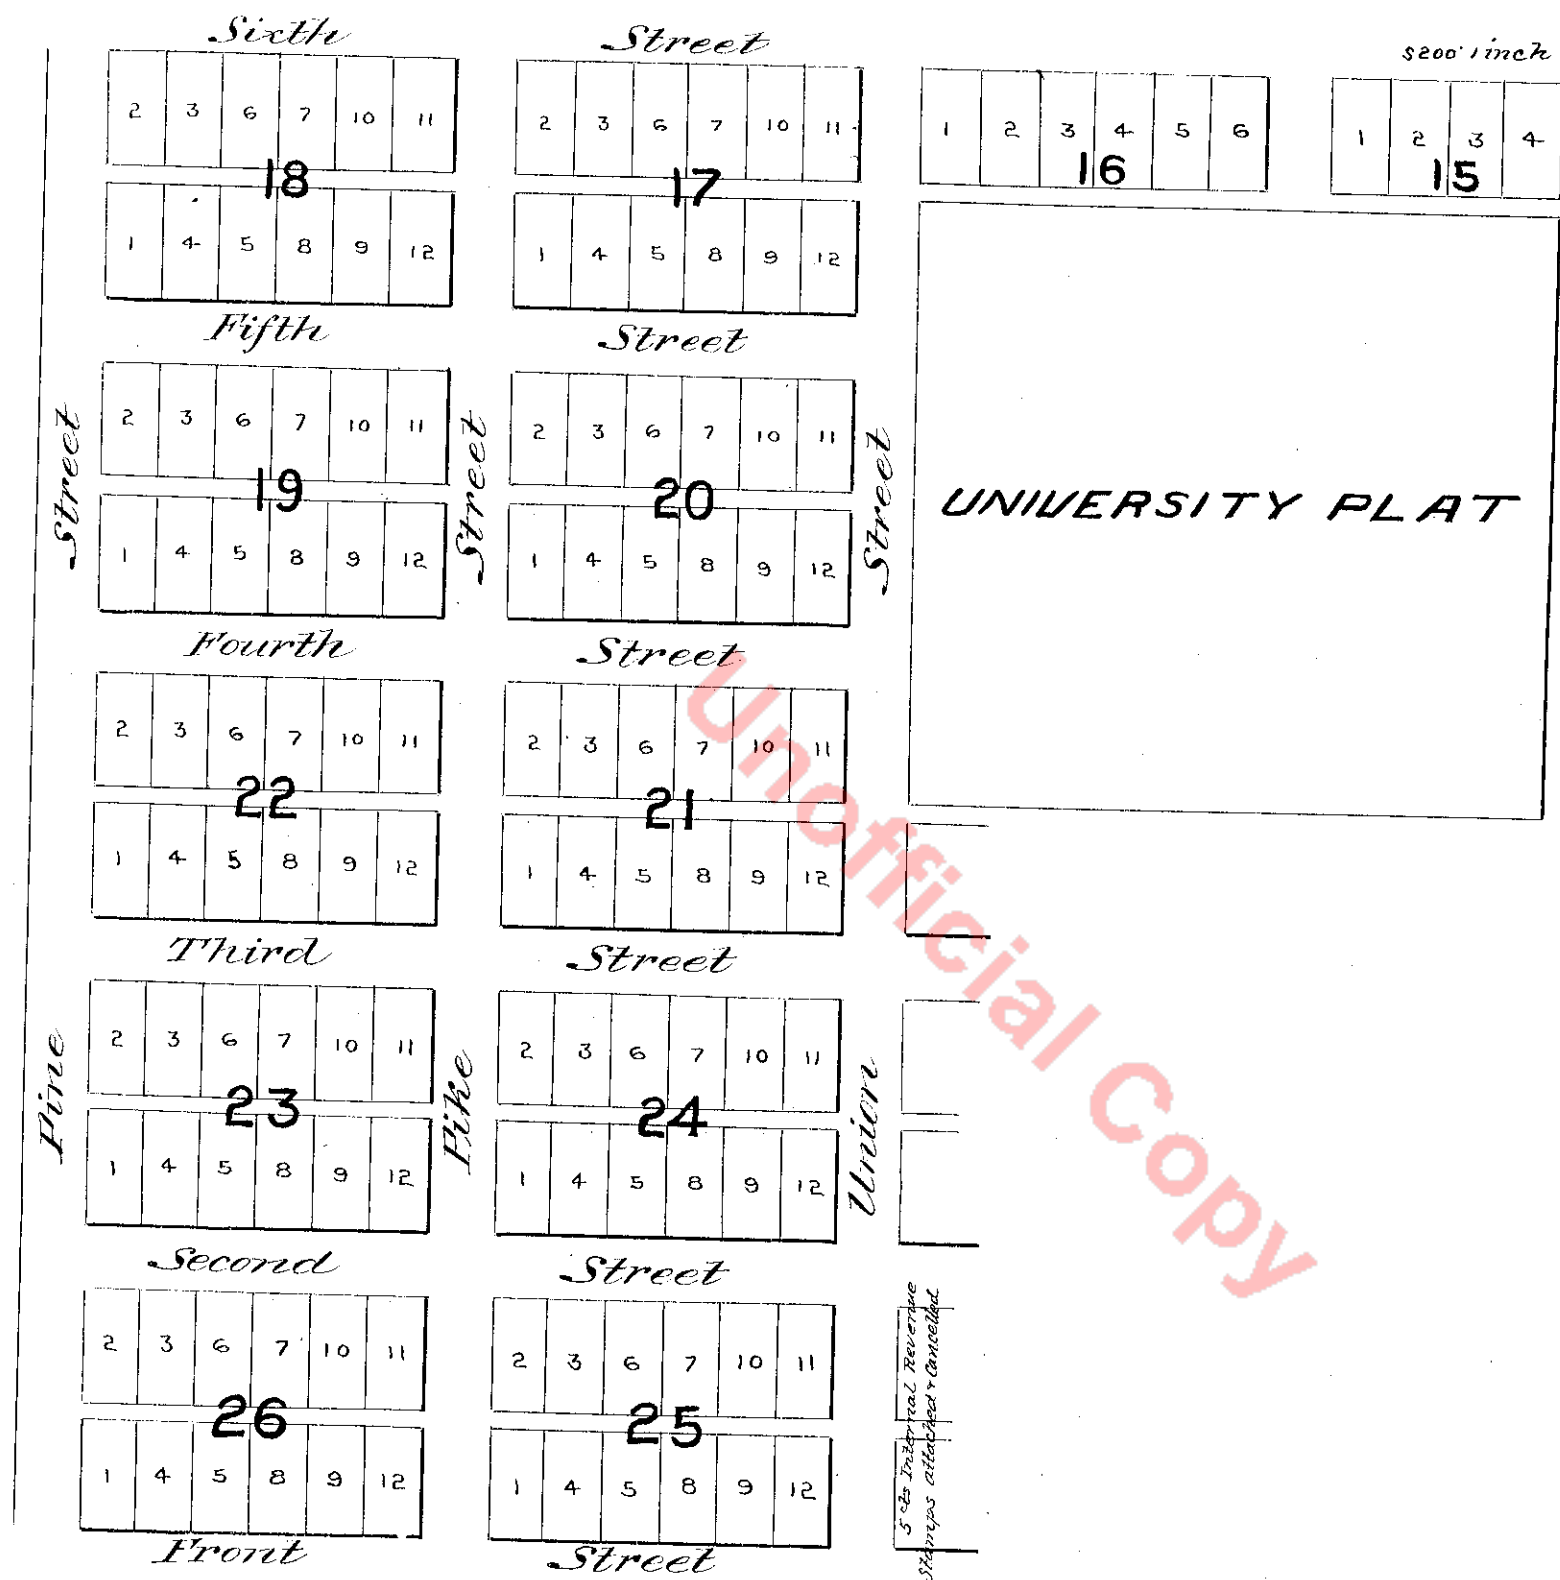 Sixth Street
s200' 1 inch
2 3 6 7 10 11
18
1 4 5 8 9 12
2 3 6 7 10 11
17
1 4 5 8 9 12
1 2 3 4 5 6
16
1 2 3 4
15
Fifth Street
2 3 6 7 10 11
19
1 4 5 8 9 12
2 3 6 7 10 11
20
1 4 5 8 9 12
UNIVERSITY PLAT
Fourth Street
2 3 6 7 10 11
22
1 4 5 8 9 12
2 3 6 7 10 11
21
1 4 5 8 9 12
Third Street
2 3 6 7 10 11
23
1 4 5 8 9 12
2 3 6 7 10 11
24
1 4 5 8 9 12
Second Street
2 3 6 7 10 11
26
1 4 5 8 9 12
2 3 6 7 10 11
25
1 4 5 8 9 12
Front Street
Pine Street
Pike Street
Union Street
5 cts Internal Revenue
Stamps attached & Cancelled
Unofficial Copy